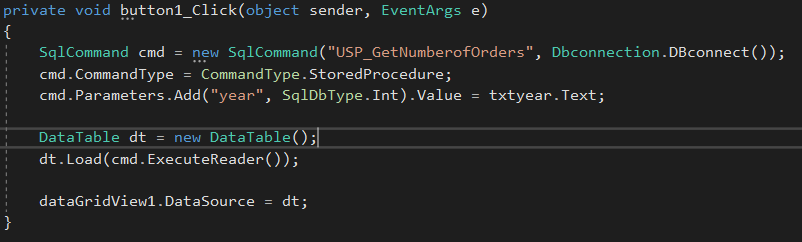 private void button1_Click(object sender, EventArgs e)
{
SqlCommand cmd = new SqlCommand("USP_GetNumberofOrders", Dbconnection.DBconnect());
cmd.CommandType = CommandType.StoredProcedure;
cmd.Parameters.Add("year", SqlDbType.Int).Value = txtyear.Text;
DataTable dt = new DataTable();
dt.Load(cmd.ExecuteReader());
dataGridView1.DataSource = dt;
}